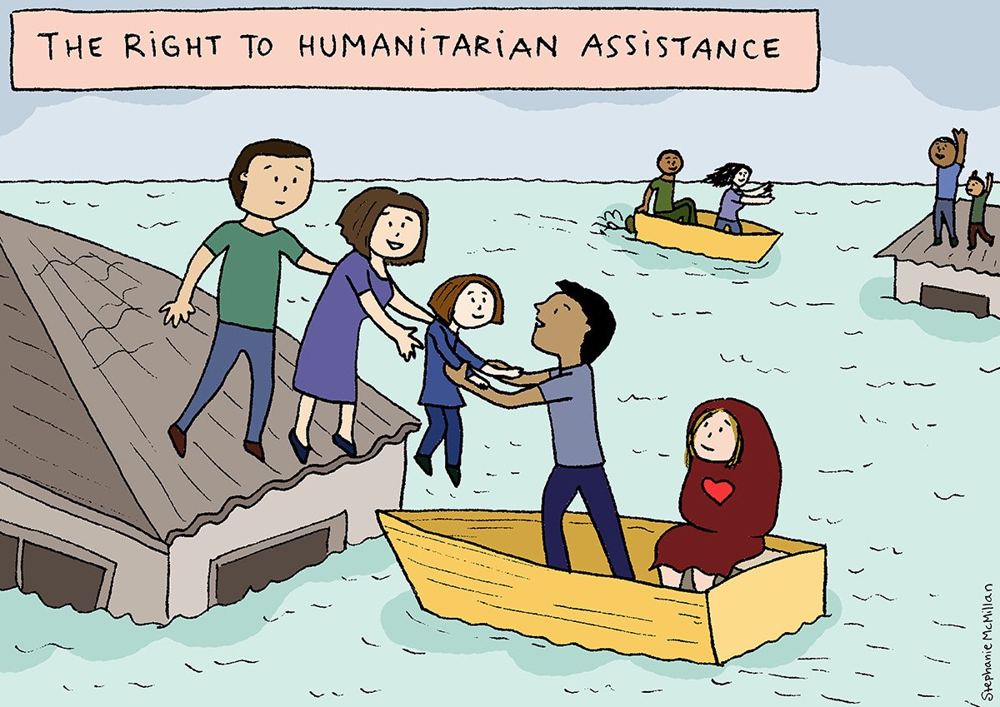 THE RIGHT TO HUMANITARIAN ASSISTANCE
Stephanie McMillan